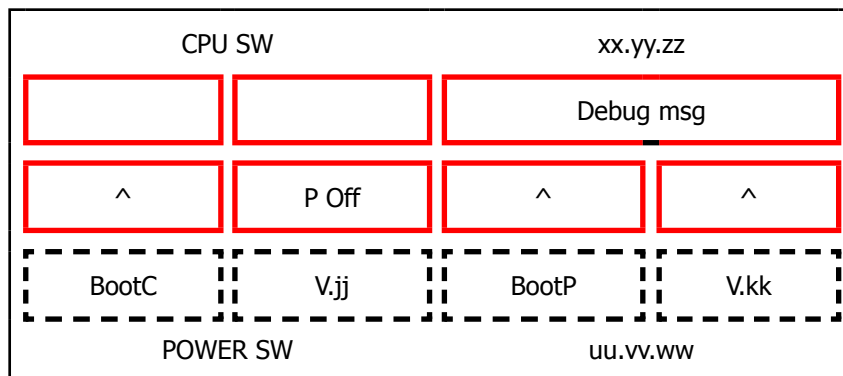 CPU SW xx.yy.zz
Debug msg
^ P Off ^ ^
BootC V.jj BootP V.kk
POWER SW uu.vv.ww